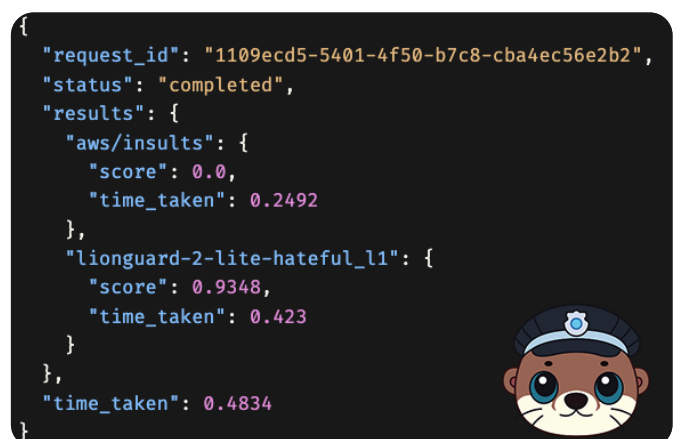 {
  "request_id": "1109ecd5-5401-4f50-b7c8-cba4ec56e2b2",
  "status": "completed",
  "results": {
    "aws/insults": {
      "score": 0.0,
      "time_taken": 0.2492
    },
    "lionguard-2-lite-hateful_l1": {
      "score": 0.9348,
      "time_taken": 0.423
    }
  },
  "time_taken": 0.4834
}